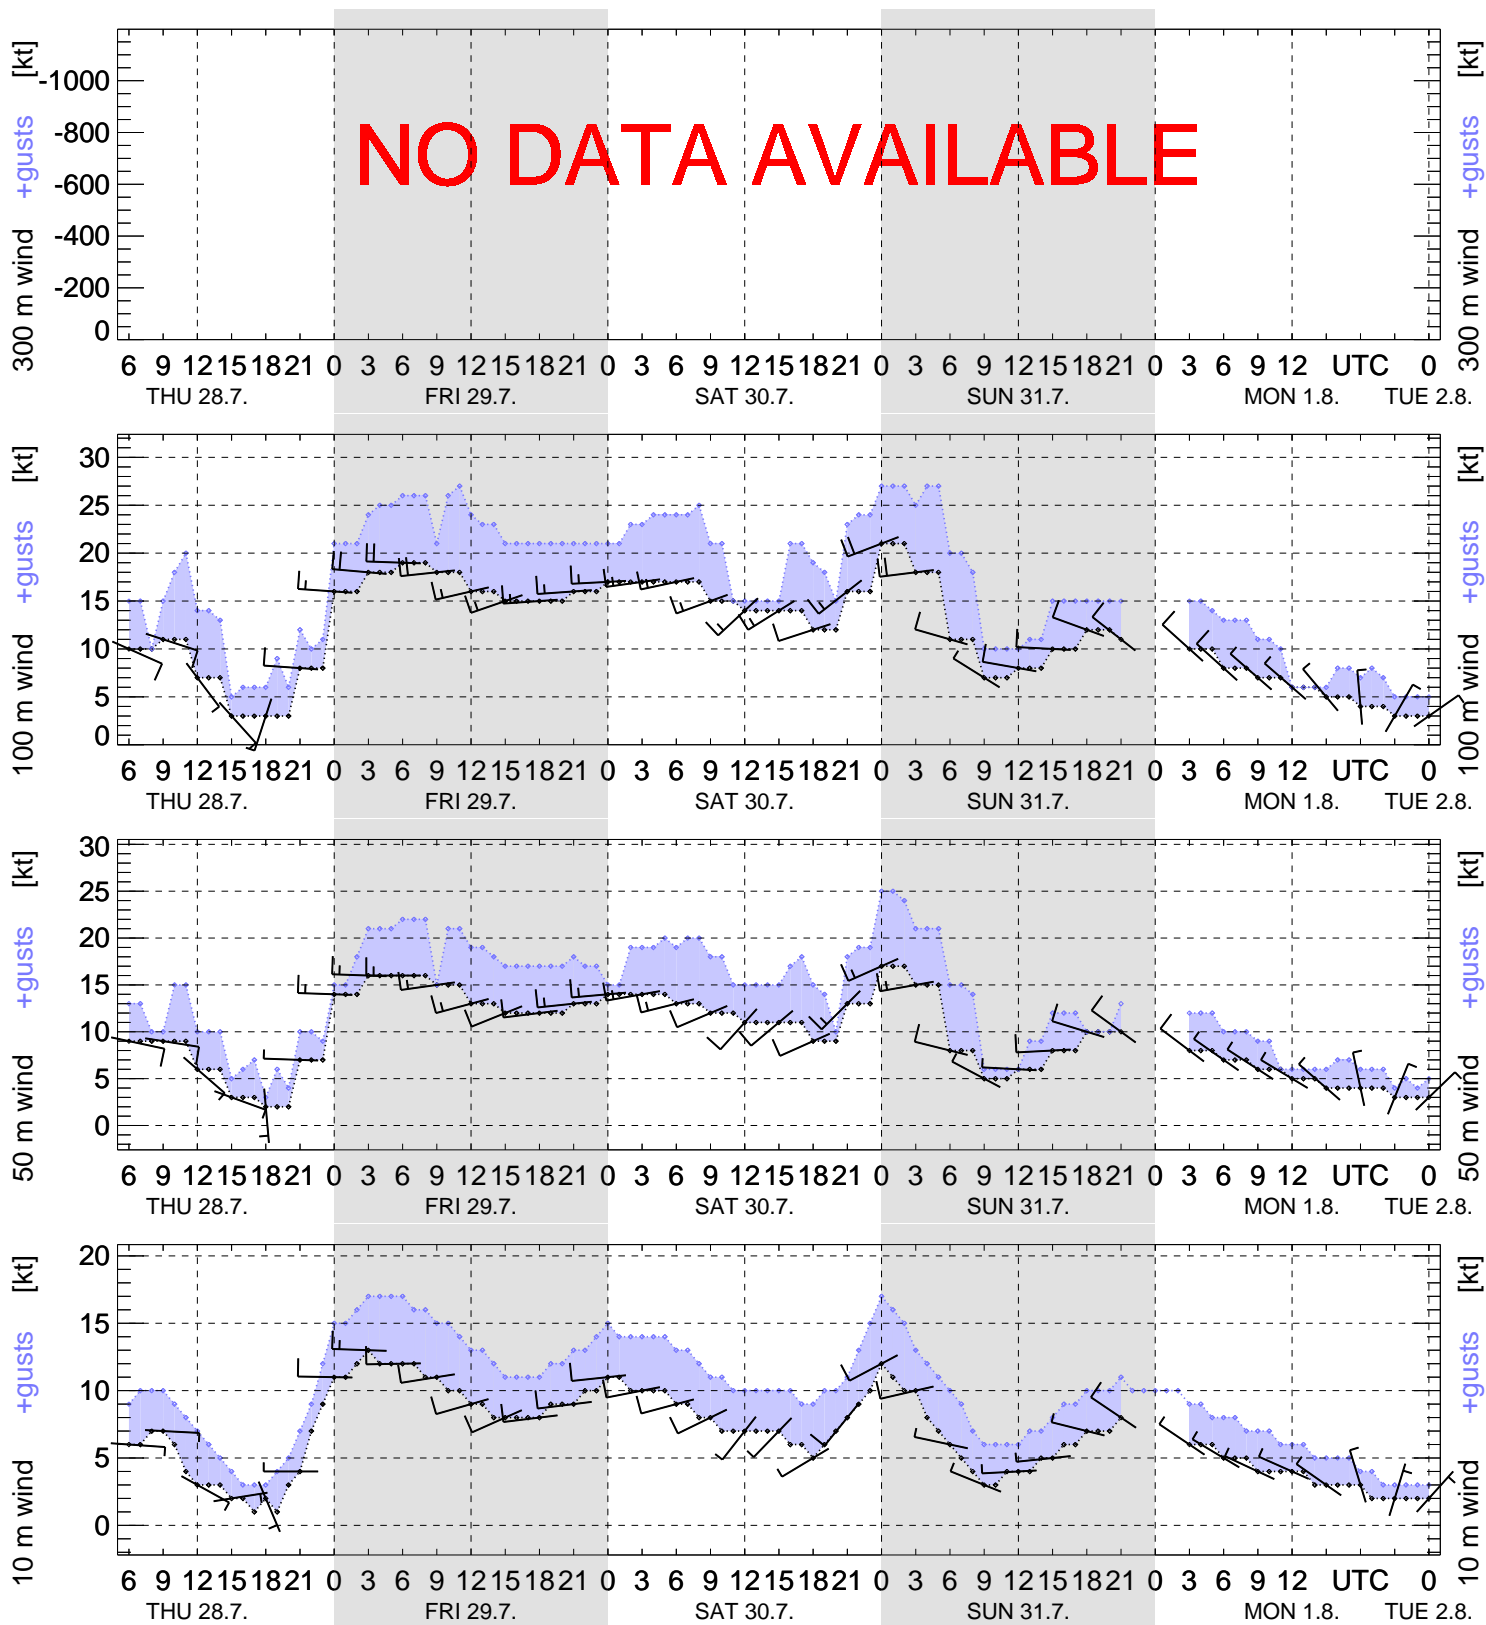 300 m wind +gusts [kt]
-1000
-800
-600
-400
-200
0
NO DATA AVAILABLE
300 m wind +gusts [kt]
6 9 12 15 18 21 0 3 6 9 12 15 18 21 0 3 6 9 12 15 18 21 0 3 6 9 12 15 18 21 0 3 6 9 12 UTC 0
THU 28.7. FRI 29.7. SAT 30.7. SUN 31.7. MON 1.8. TUE 2.8.
100 m wind +gusts [kt]
30
25
20
15
10
5
0
100 m wind +gusts [kt]
6 9 12 15 18 21 0 3 6 9 12 15 18 21 0 3 6 9 12 15 18 21 0 3 6 9 12 15 18 21 0 3 6 9 12 UTC 0
THU 28.7. FRI 29.7. SAT 30.7. SUN 31.7. MON 1.8. TUE 2.8.
50 m wind +gusts [kt]
30
25
20
15
10
5
0
50 m wind +gusts [kt]
6 9 12 15 18 21 0 3 6 9 12 15 18 21 0 3 6 9 12 15 18 21 0 3 6 9 12 15 18 21 0 3 6 9 12 UTC 0
THU 28.7. FRI 29.7. SAT 30.7. SUN 31.7. MON 1.8. TUE 2.8.
10 m wind +gusts [kt]
20
15
10
5
0
10 m wind +gusts [kt]
6 9 12 15 18 21 0 3 6 9 12 15 18 21 0 3 6 9 12 15 18 21 0 3 6 9 12 15 18 21 0 3 6 9 12 UTC 0
THU 28.7. FRI 29.7. SAT 30.7. SUN 31.7. MON 1.8. TUE 2.8.